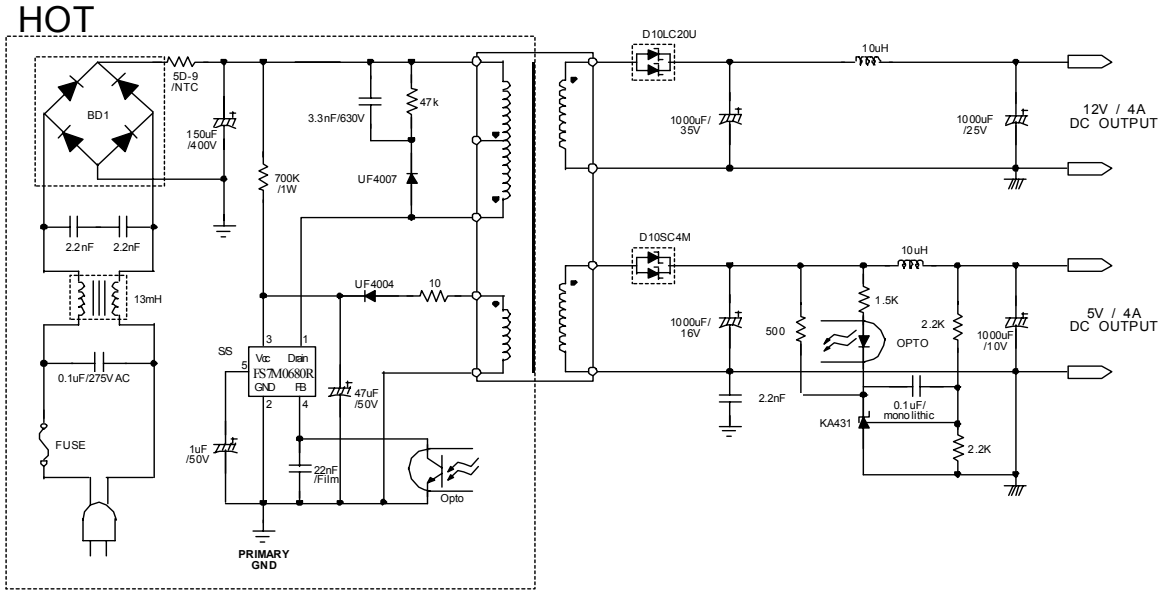 HOT
D10LC20U
10uH
5D-9
/NTC
BD1
150uF
/400V
3.3nF/630V
47k
1000uF/
35V
1000uF
/25V
12V / 4A
DC OUTPUT
700K
/1W
UF4007
2.2nF
2.2nF
D10SC4M
10uH
13mH
UF4004
10
1.5K
1000uF/
16V
500
OPTO
2.2K
1000uF
/10V
5V / 4A
DC OUTPUT
S/S
3
1
5
Vcc
Drain
FS7M0680R
GND
FB
2
4
0.1uF/275VAC
47uF
/50V
2.2nF
0.1uF/
monolithic
KA431
FUSE
1uF
/50V
22nF
/Film
2.2K
Opto
PRIMARY
GND